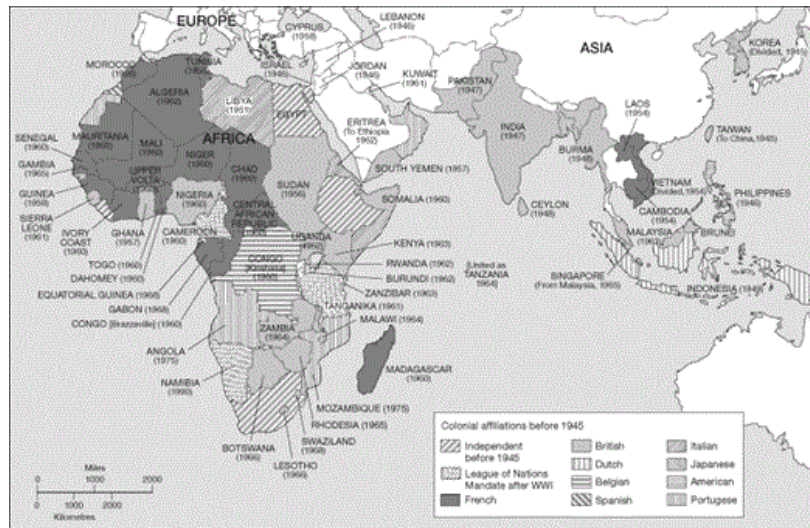 EUROPE
ASIA
AFRICA
CYPRUS
LEBANON
(1946)
KOREA
(Divided, 1945)
MOROCCO
TUNISIA
ISRAEL
JORDAN
(1946)
KUWAIT
(1961)
PAKISTAN
(1947)
ALGERIA
(1962)
LIBYA
(1951)
EGYPT
ERITREA
(To Ethiopia
1962)
INDIA
(1947)
LAOS
(1954)
TAIWAN
(To China, 1945)
BURMA
(1948)
SENEGAL
(1960)
MAURITANIA
(1960)
MALI
(1960)
NIGER
(1960)
CHAD
(1960)
GAMBIA
(1965)
UPPER
VOLTA
GUINEA
(1958)
NIGERIA
(1960)
SUDAN
(1956)
SOUTH YEMEN (1967)
SOMALIA (1960)
VIETNAM
(Divided, 1954)
PHILIPPINES
(1946)
CEYLON
(1948)
CAMBODIA
(1954)
SIERRA
LEONE
(1961)
IVORY
COAST
(1960)
GHANA
(1957)
CAMEROON
(1960)
CENTRAL
AFRICAN
REPUBLIC
UGANDA
(1962)
KENYA (1963)
MALAYSIA
BRUNEI
TOGO (1960)
DAHOMEY (1960)
CONGO
(Kinshasa)
(1960)
RWANDA (1962)
BURUNDI (1962)
[United as
TANZANIA
1964]
SINGAPORE
(From Malaysia, 1965)
EQUATORIAL GUINEA (1968)
ZANZIBAR (1963)
INDONESIA
GABON
TANGANIKA (1961)
CONGO [Brazzaville] (1960)
MALAWI (1964)
ZAMBIA
(1964)
ANGOLA
(1975)
MADAGASCAR
(1960)
NAMIBIA
(1990)
MOZAMBIQUE (1975)
RHODESIA (1965)
SWAZILAND
(1968)
BOTSWANA
(1966)
LESOTHO
(1966)
Miles
0 1000 2000
0 1000 2000
Kilometres
Colonial affiliations before 1945
Independent
before 1945
League of Nations
Mandate after WWI
French
British
Dutch
Belgian
Spanish
Italian
Japanese
American
Portugese